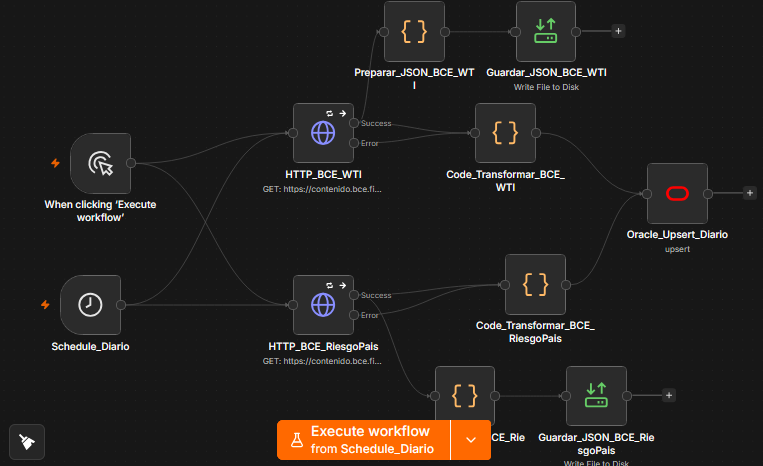 Preparar_JSON_BCE_WT
I
Guardar_JSON_BCE_WTI
Write File to Disk
Success
Error
HTTP_BCE_WTI
GET: https://contenido.bce.fi...
{ }
Code_Transformar_BCE_
WTI
When clicking ‘Execute
workflow’
Oracle_Upsert_Diario
upsert
Schedule_Diario
Success
Error
HTTP_BCE_RiesgoPais
GET: https://contenido.bce.fi...
Code_Transformar_BCE_
RiesgoPais
CE_Rie
Guardar_JSON_BCE_Rie
sgoPais
Write File to Disk
Execute workflow
from Schedule_Diario